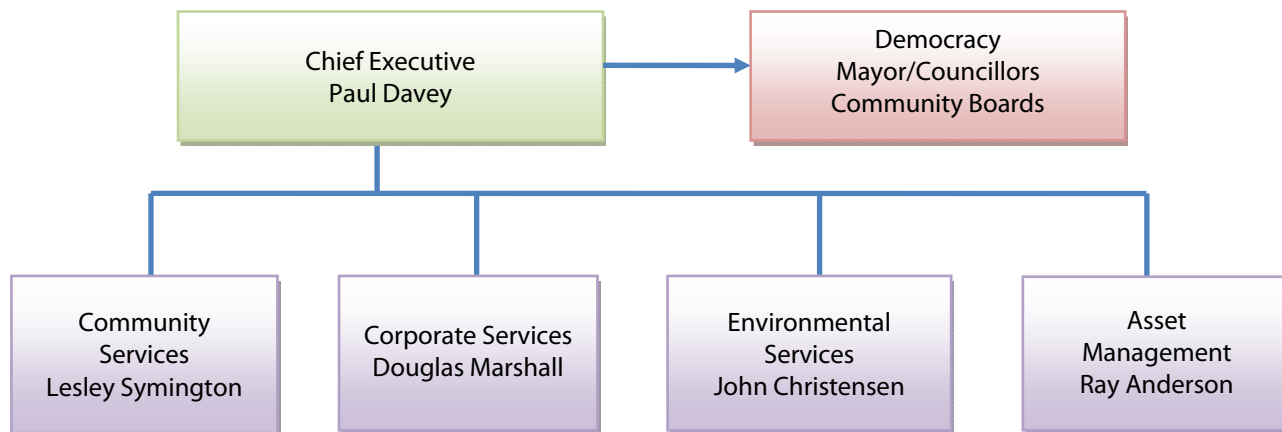 Chief Executive
Paul Davey
Democracy
Mayor/Councillors
Community Boards
Community
Services
Lesley Symington
Corporate Services
Douglas Marshall
Environmental
Services
John Christensen
Asset
Management
Ray Anderson